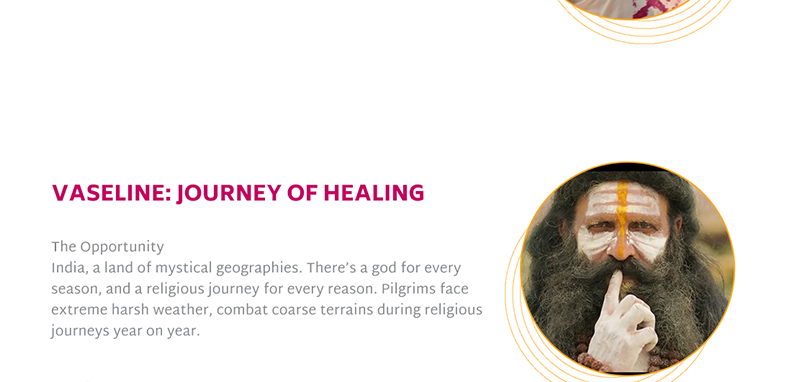 VASELINE: JOURNEY OF HEALING
The Opportunity
India, a land of mystical geographies. There’s a god for every
season, and a religious journey for every reason. Pilgrims face
extreme harsh weather, combat coarse terrains during religious
journeys year on year.